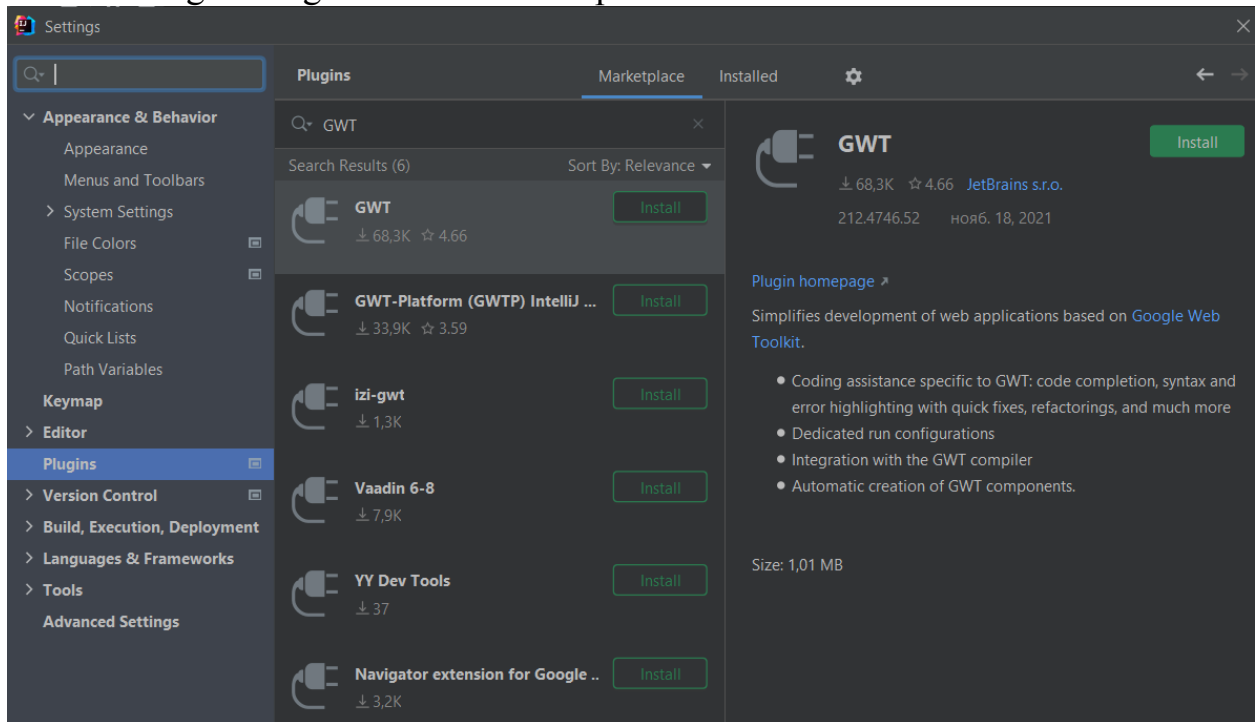 Settings
Appearance & Behavior
Appearance
Menus and Toolbars
System Settings
File Colors
Scopes
Notifications
Quick Lists
Path Variables
Keymap
Editor
Plugins
Version Control
Build, Execution, Deployment
Languages & Frameworks
Tools
Advanced Settings
Plugins Marketplace Installed
GWT
Search Results (6) Sort By: Relevance
GWT Install
68,3K 4.66
GWT-Platform (GWTP) IntelliJ ... Install
33,9K 3.59
izi-gwt Install
1,3K
Vaadin 6-8 Install
7,9K
YY Dev Tools Install
37
Navigator extension for Google .. Install
3,2K
GWT Install
68,3K 4.66 JetBrains s.r.o.
212.4746.52 нояб. 18, 2021
Plugin homepage
Simplifies development of web applications based on Google Web
Toolkit.
Coding assistance specific to GWT: code completion, syntax and
error highlighting with quick fixes, refactorings, and much more
Dedicated run configurations
Integration with the GWT compiler
Automatic creation of GWT components.
Size: 1,01 MB